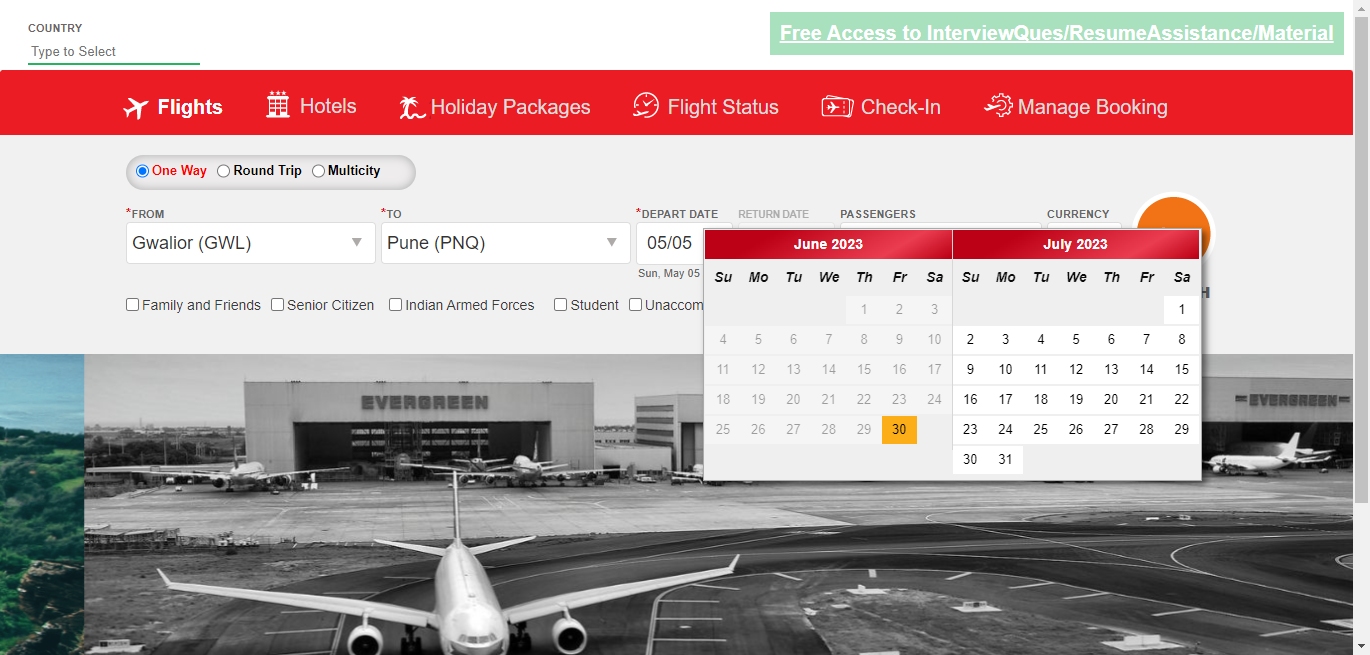 COUNTRY
Type to Select
Free Access to InterviewQues/ResumeAssistance/Material
Flights Hotels Holiday Packages Flight Status Check-In Manage Booking
One Way Round Trip Multicity
*FROM *TO *DEPART DATE RETURN DATE PASSENGERS CURRENCY
Gwalior (GWL) Pune (PNQ) 05/05
Sun, May 05
Family and Friends Senior Citizen Indian Armed Forces Student Unaccom
June 2023 July 2023
Su Mo Tu We Th Fr Sa Su Mo Tu We Th Fr Sa
1 2 3 1
4 5 6 7 8 9 10 2 3 4 5 6 7 8
11 12 13 14 15 16 17 9 10 11 12 13 14 15
18 19 20 21 22 23 24 16 17 18 19 20 21 22
25 26 27 28 29 30 23 24 25 26 27 28 29
30 31
H
EVERGREEN EVERGREEN